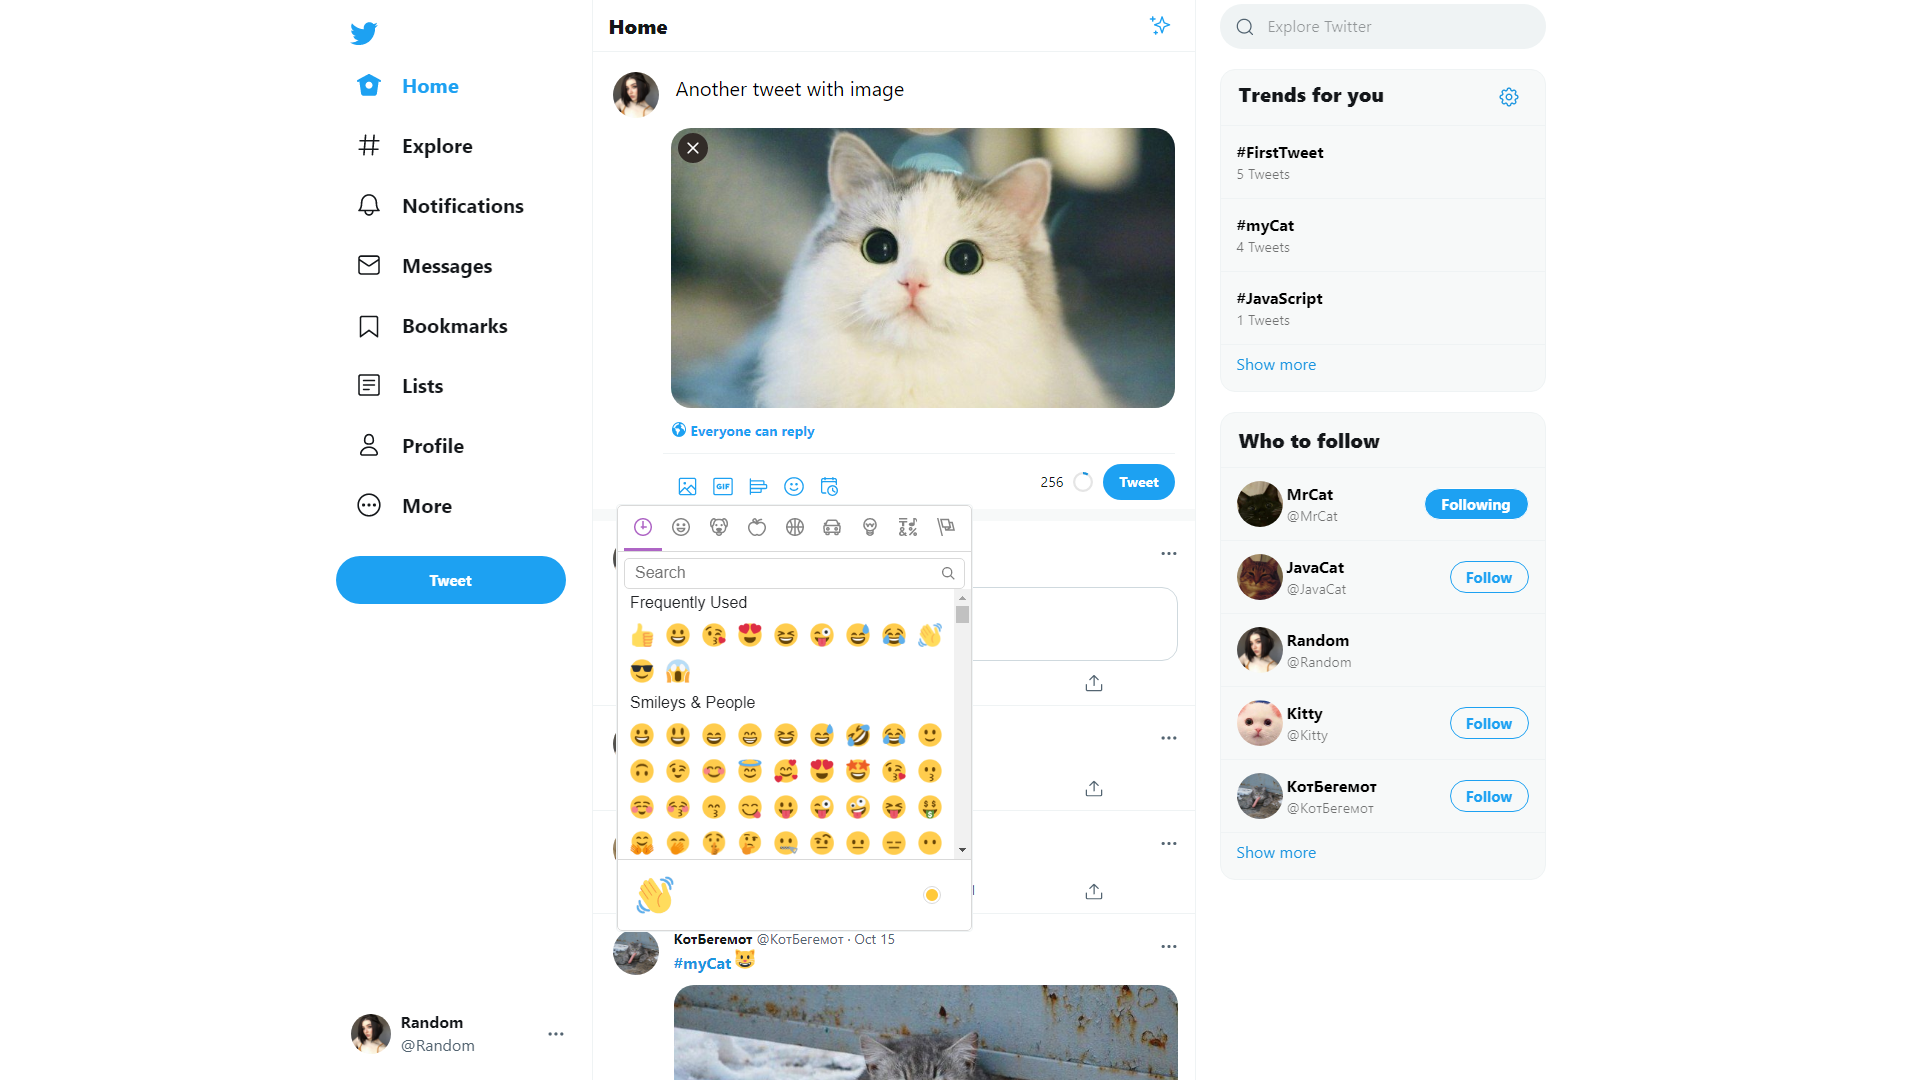 Home
Explore
Notifications
Messages
Bookmarks
Lists
Profile
More
Tweet
Random
@Random
Home
Another tweet with image
Everyone can reply
GIF
256
Tweet
Search
Frequently Used
Smileys & People
КотБегемот @КотБегемот · Oct 15
#myCat
Explore Twitter
Trends for you
#FirstTweet
5 Tweets
#myCat
4 Tweets
#JavaScript
1 Tweets
Show more
Who to follow
MrCat
@MrCat
Following
JavaCat
@JavaCat
Follow
Random
@Random
Kitty
@Kitty
Follow
КотБегемот
@КотБегемот
Follow
Show more